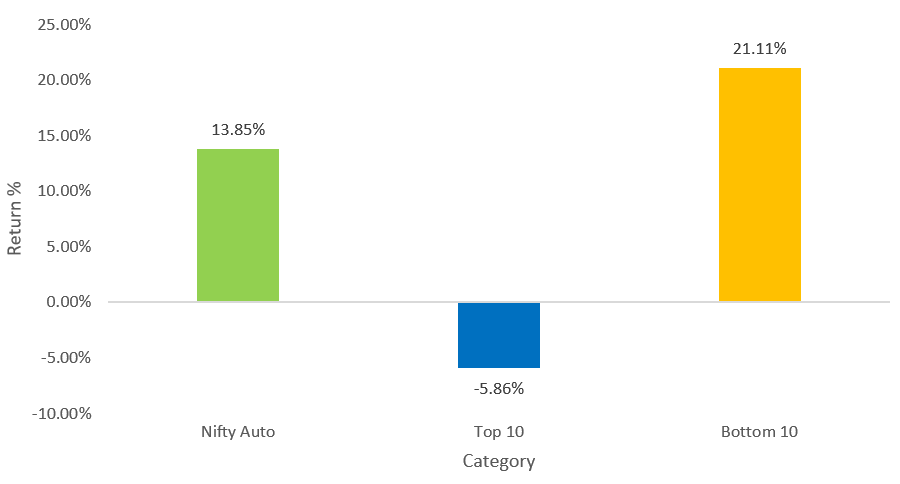 25.00%
20.00%
15.00%
10.00%
5.00%
0.00%
-5.00%
-10.00%
Return %
13.85%
-5.86%
21.11%
Nifty Auto
Top 10
Bottom 10
Category